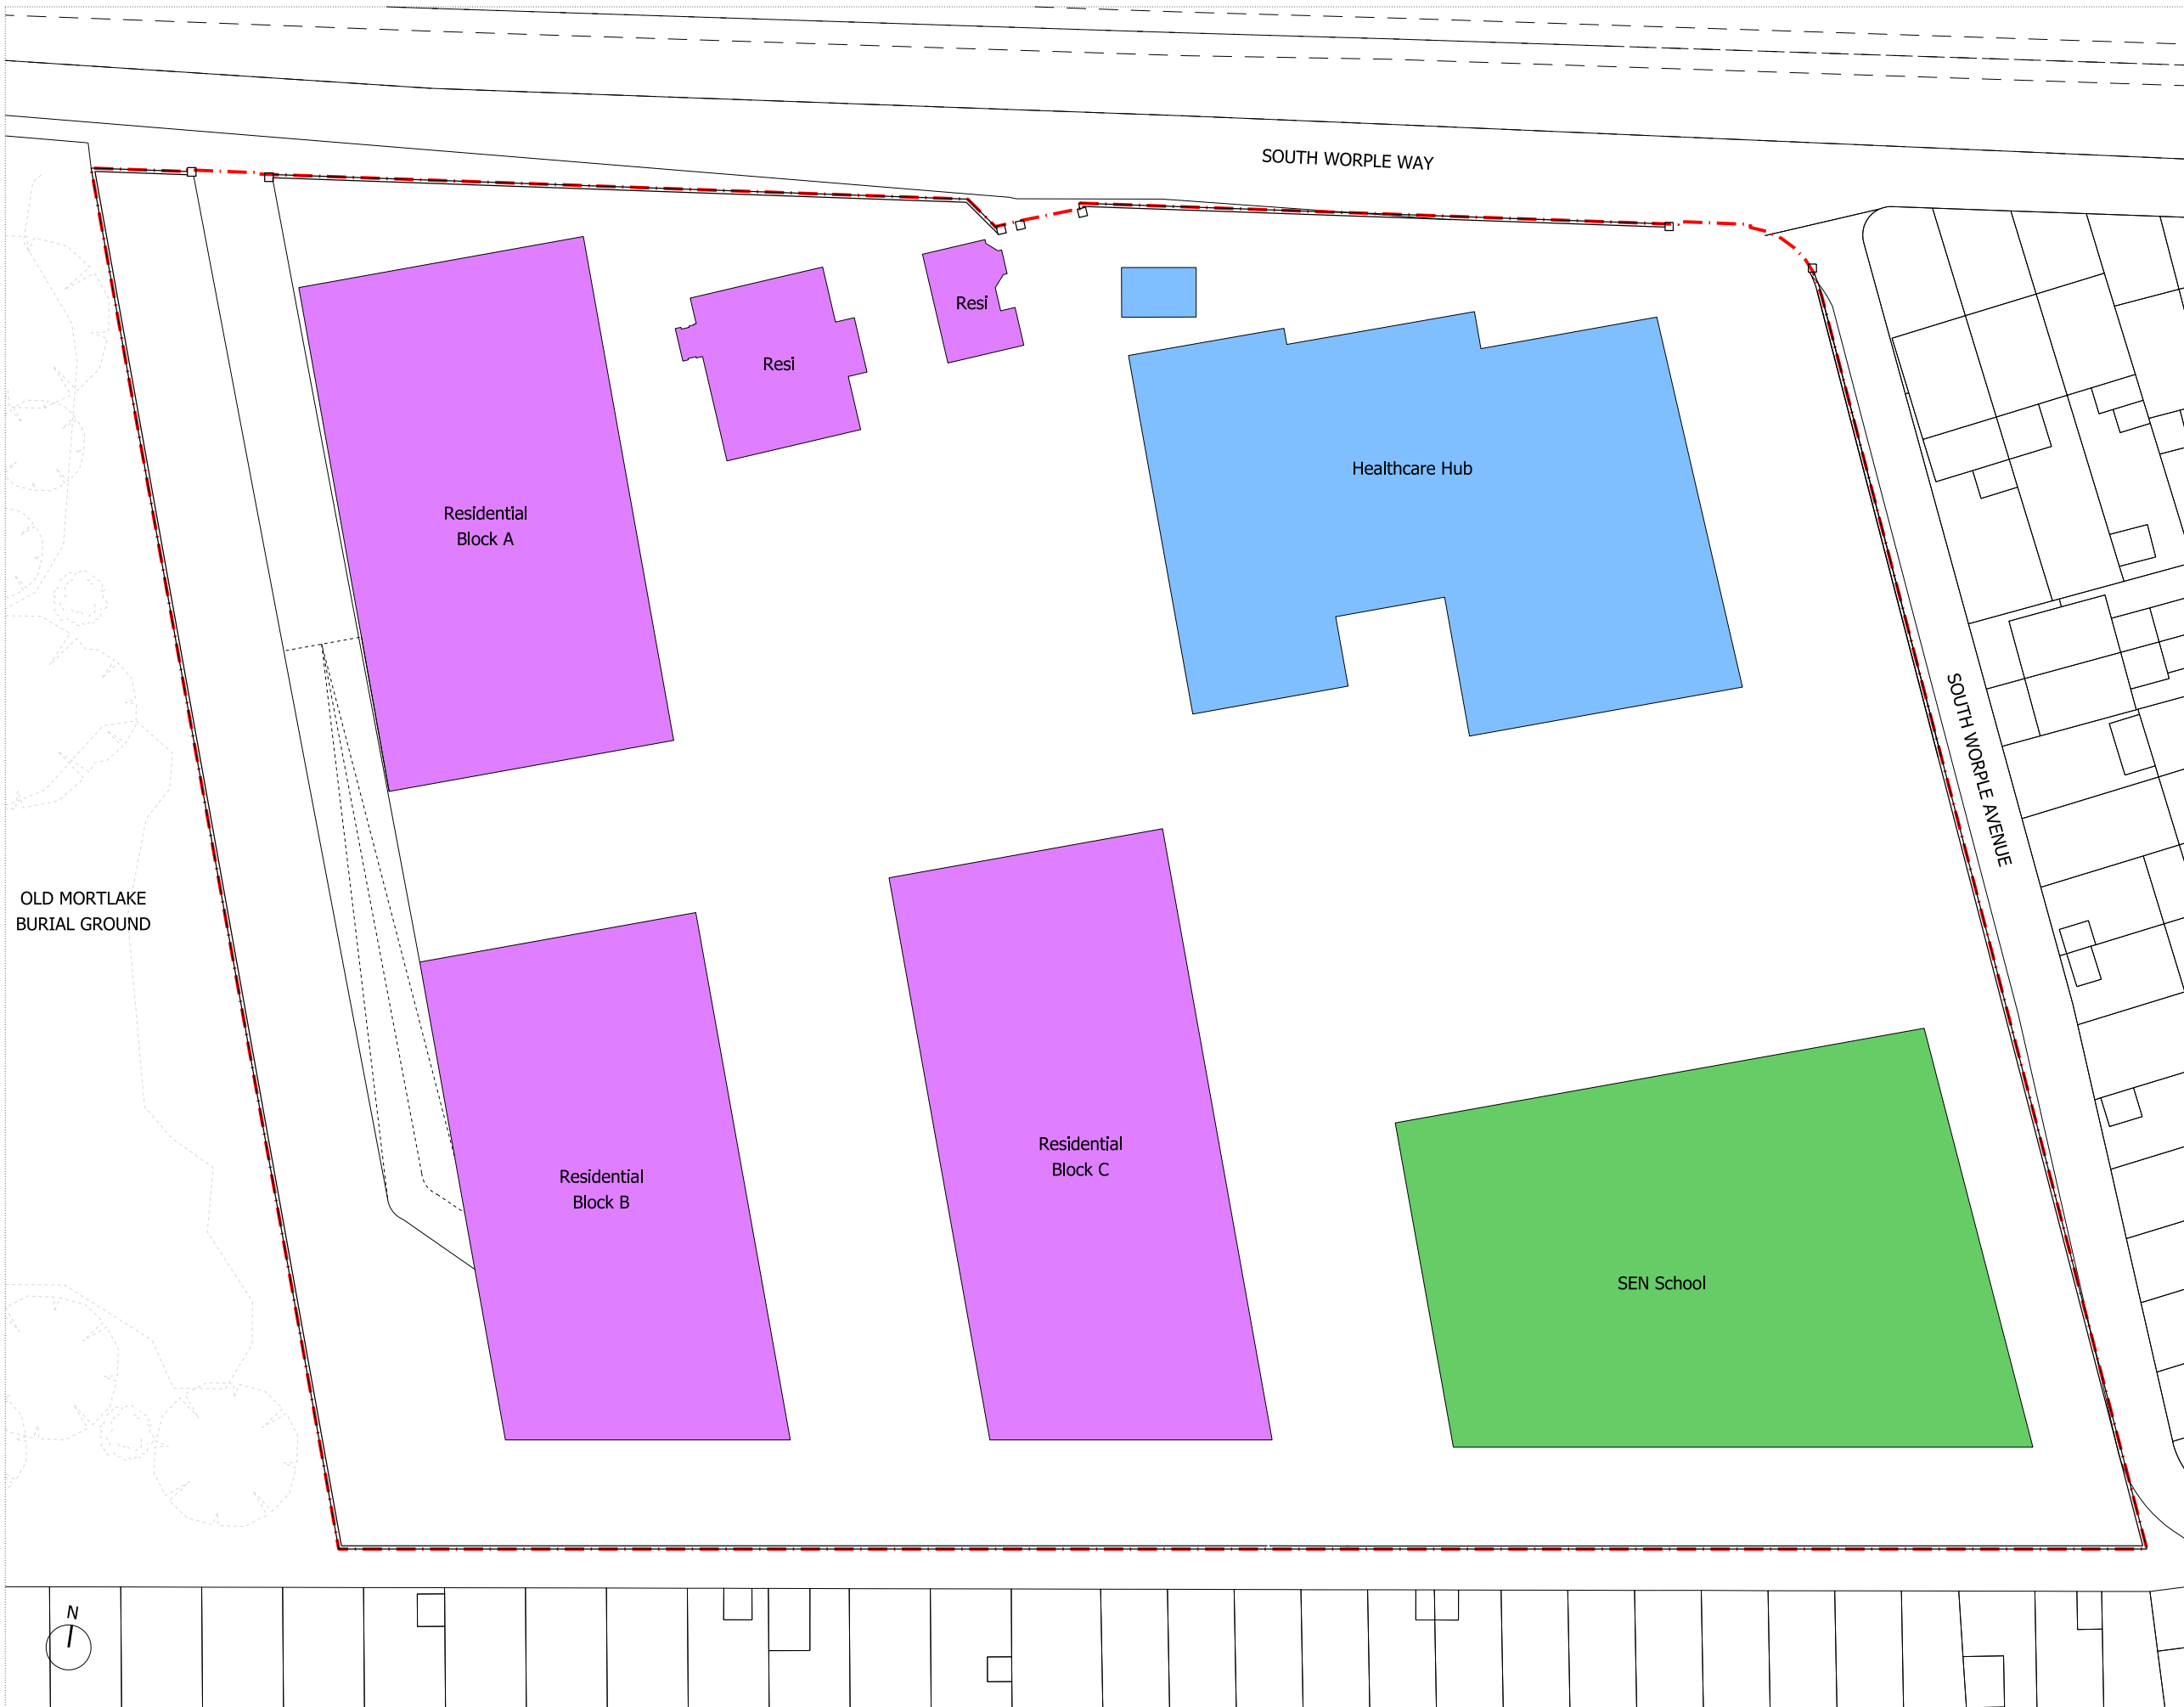 SOUTH WORPLE WAY
Resi
Resi
Healthcare Hub
Residential
Block A
SOUTH WORPLE AVENUE
OLD MORTLAKE
BURIAL GROUND
Residential
Block C
Residential
Block B
SEN School
N